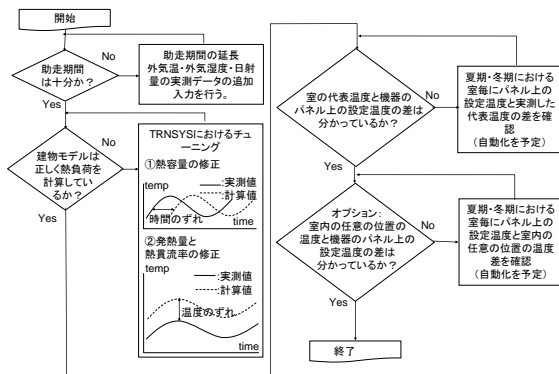 開始
助走期間
は十分か？
No
Yes
助走期間の延長
外気温・外気湿度・日射
量の実測データの追加
入力を行う。
建物モデルは
正しく熱負荷を
計算してい
るか？
No
Yes
TRNSYSにおけるチュー
ニング
①熱容量の修正
temp
:実測値
:計算値
時間のずれ
time
②発熱量と
熱貫流率の修正
temp
:実測値
:計算値
温度のずれ
time
室の代表温度と機器の
パネル上の設定温度の差は
分かっているか？
No
Yes
夏期・冬期における
室毎にパネル上の
設定温度と実測した
代表温度の差を確
認
（自動化を予定）
オプション：
室内の任意の位置の
温度と機器のパネル上の
設定温度の差は
分かっているか？
No
Yes
夏期・冬期における
室毎にパネル上の
設定温度と室内の
任意の位置の温度
差を確認
（自動化を予定）
終了